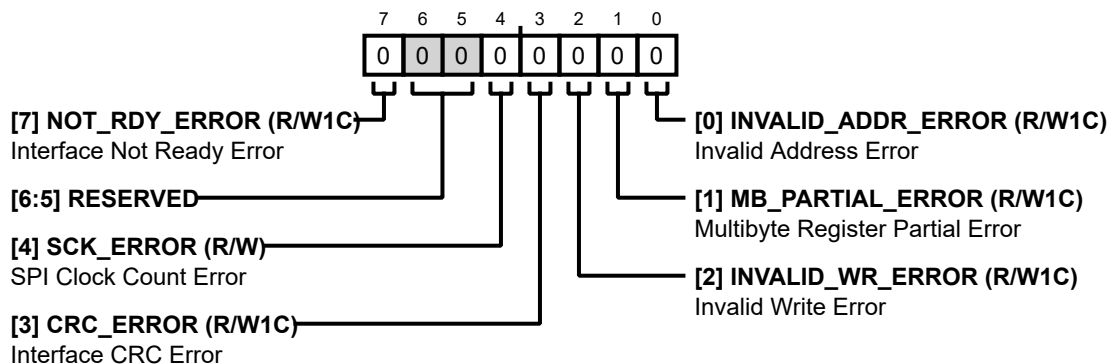 7 6 5 4 3 2 1 0
0 0 0 0 0 0 0 0
[7] NOT_RDY_ERROR (R/W1C)
Interface Not Ready Error
[6:5] RESERVED
[4] SCK_ERROR (R/W)
SPI Clock Count Error
[3] CRC_ERROR (R/W1C)
Interface CRC Error
[0] INVALID_ADDR_ERROR (R/W1C)
Invalid Address Error
[1] MB_PARTIAL_ERROR (R/W1C)
Multibyte Register Partial Error
[2] INVALID_WR_ERROR (R/W1C)
Invalid Write Error